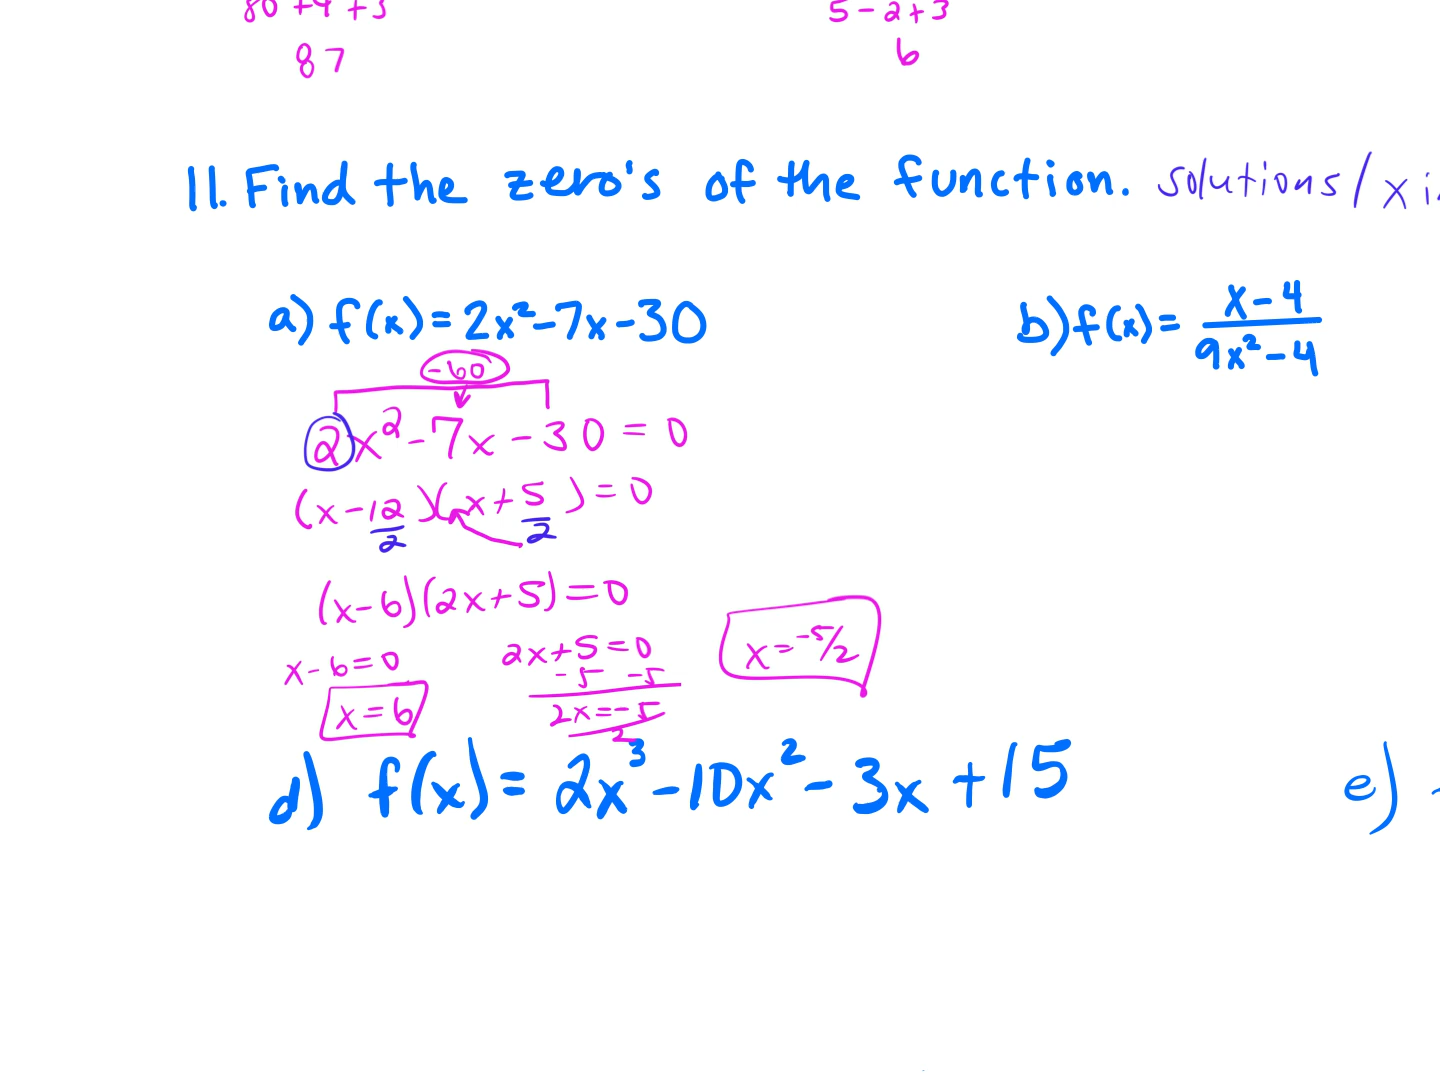 80 + 4 + 3
87
5 - 2 + 3
6
11. Find the zero's of the function. solutions / x
a) f(x) = 2x² - 7x - 30
-60
2x² - 7x - 30 = 0
(x - 12/2)(x + 5/2) = 0
(x - 6)(2x + 5) = 0
x - 6 = 0
x = 6
2x + 5 = 0
-5 -5
2x = -5
2
x = -5/2
b) f(x) = (x - 4)/(9x² - 4)
d) f(x) = 2x³ - 10x² - 3x + 15
e)